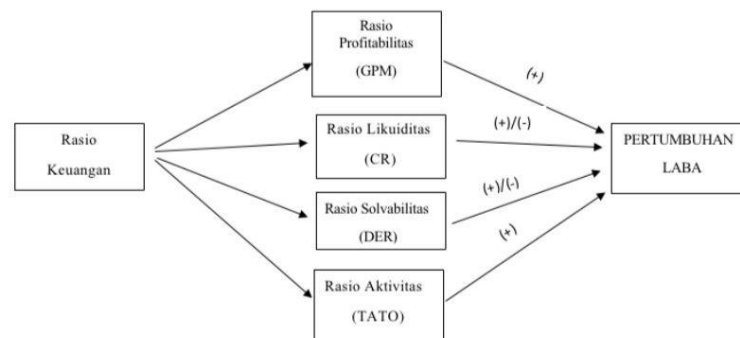 Rasio
Profitabilitas
(GPM)
(+)
Rasio
Keuangan
Rasio Likuiditas
(CR)
(+)/(-)
PERTUMBUHAN
LABA
Rasio Solvabilitas
(DER)
(+)/(-)
Rasio Aktivitas
(TATO)
(+)